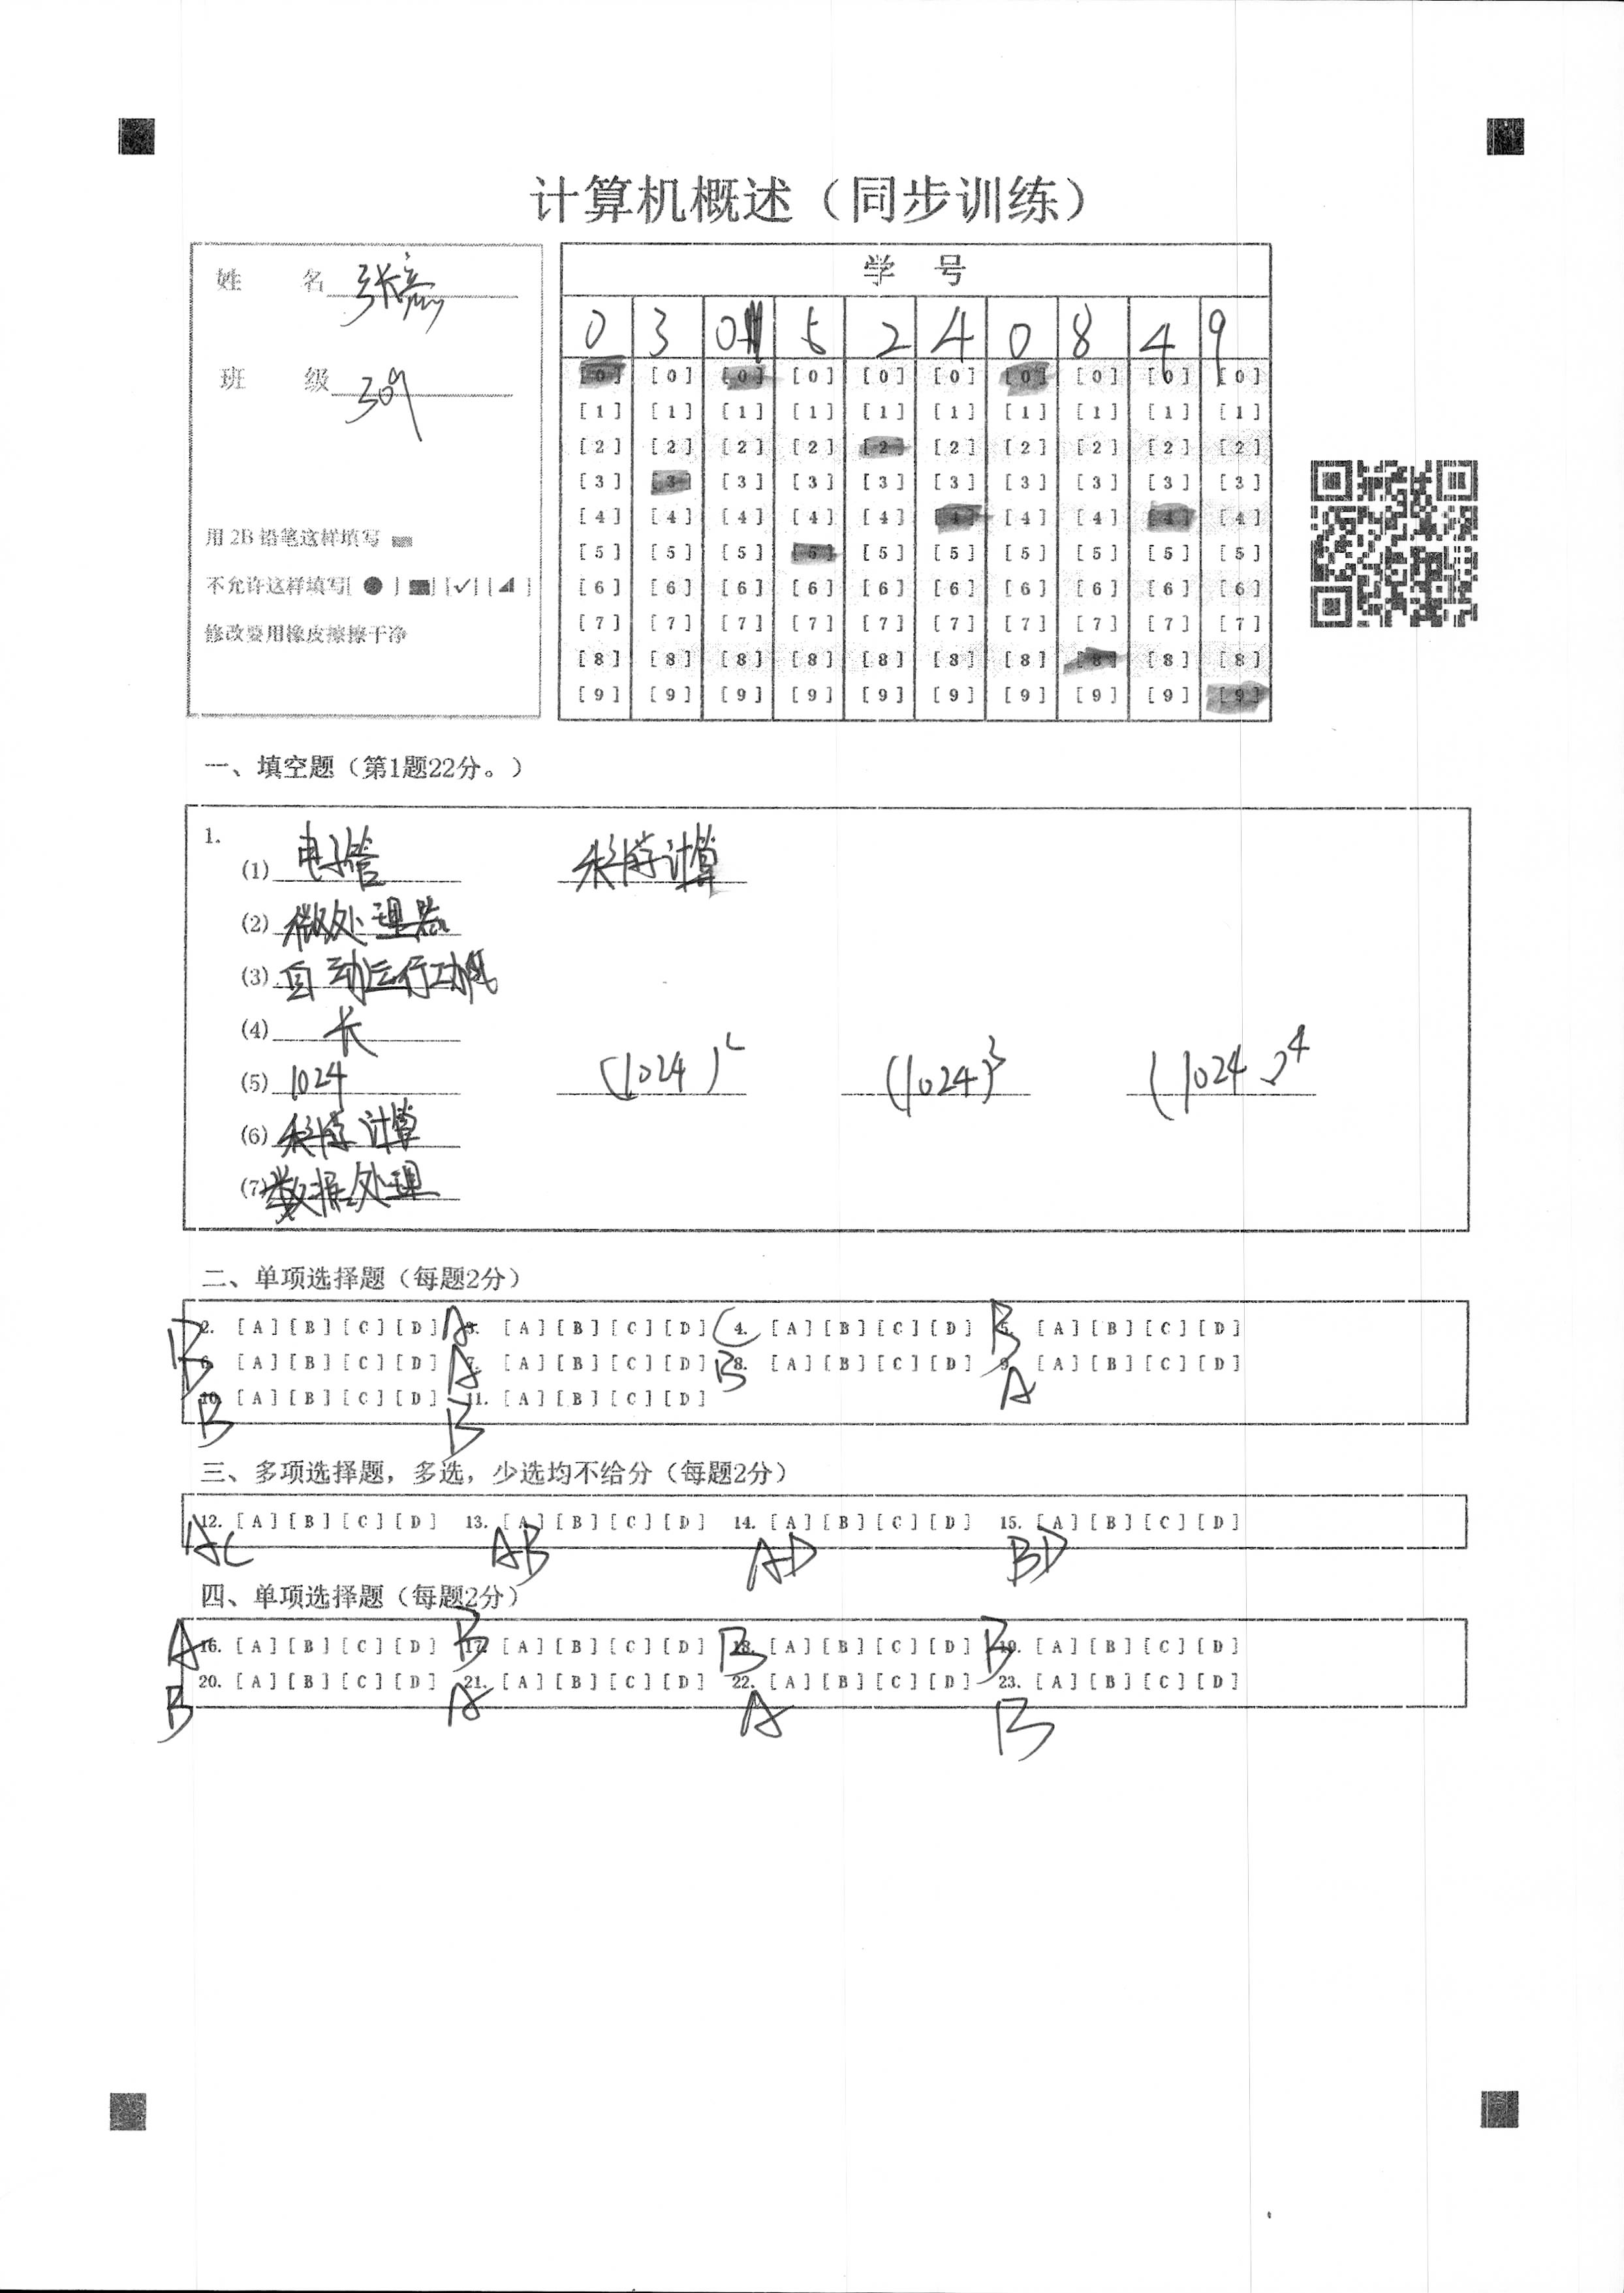 计算机概述（同步训练）
姓 名 张
班 级 309
用 2B 铅笔这样填写
不允许这样填写[ ● ] [■] [✓] [◢ ]
修改要用橡皮擦擦干净
学 号
0 3 0 5 2 4 0 8 4 9
[0] [0] [0] [0] [0] [0] [0] [0] [0] [0]
[1] [1] [1] [1] [1] [1] [1] [1] [1] [1]
[2] [2] [2] [2] [2] [2] [2] [2] [2] [2]
[3] [3] [3] [3] [3] [3] [3] [3] [3] [3]
[4] [4] [4] [4] [4] [4] [4] [4] [4] [4]
[5] [5] [5] [5] [5] [5] [5] [5] [5] [5]
[6] [6] [6] [6] [6] [6] [6] [6] [6] [6]
[7] [7] [7] [7] [7] [7] [7] [7] [7] [7]
[8] [8] [8] [8] [8] [8] [8] [8] [8] [8]
[9] [9] [9] [9] [9] [9] [9] [9] [9] [9]
一、填空题（第1题22分。）
1.
(1) 电子管 科学计算
(2) 微处理器
(3) 自动运行功能
(4) 长
(5) 1024 (1024)² (1024)³ (1024)⁴
(6) 科学计算
(7) 数据处理
二、单项选择题（每题2分）
B 2. [A] [B] [C] [D] A 3. [A] [B] [C] [D] C 4. [A] [B] [C] [D] B 5. [A] [B] [C] [D]
B 6. [A] [B] [C] [D] A 7. [A] [B] [C] [D] B 8. [A] [B] [C] [D] A 9. [A] [B] [C] [D]
B 10. [A] [B] [C] [D] B 11. [A] [B] [C] [D]
三、多项选择题，多选，少选均不给分（每题2分）
12. [A] [B] [C] [D] 13. [A] [B] [C] [D] 14. [A] [B] [C] [D] 15. [A] [B] [C] [D]
AC AB AD BD
四、单项选择题（每题2分）
A 16. [A] [B] [C] [D] B 17. [A] [B] [C] [D] B 18. [A] [B] [C] [D] B 19. [A] [B] [C] [D]
20. [A] [B] [C] [D] 21. [A] [B] [C] [D] 22. [A] [B] [C] [D] 23. [A] [B] [C] [D]
B A A B